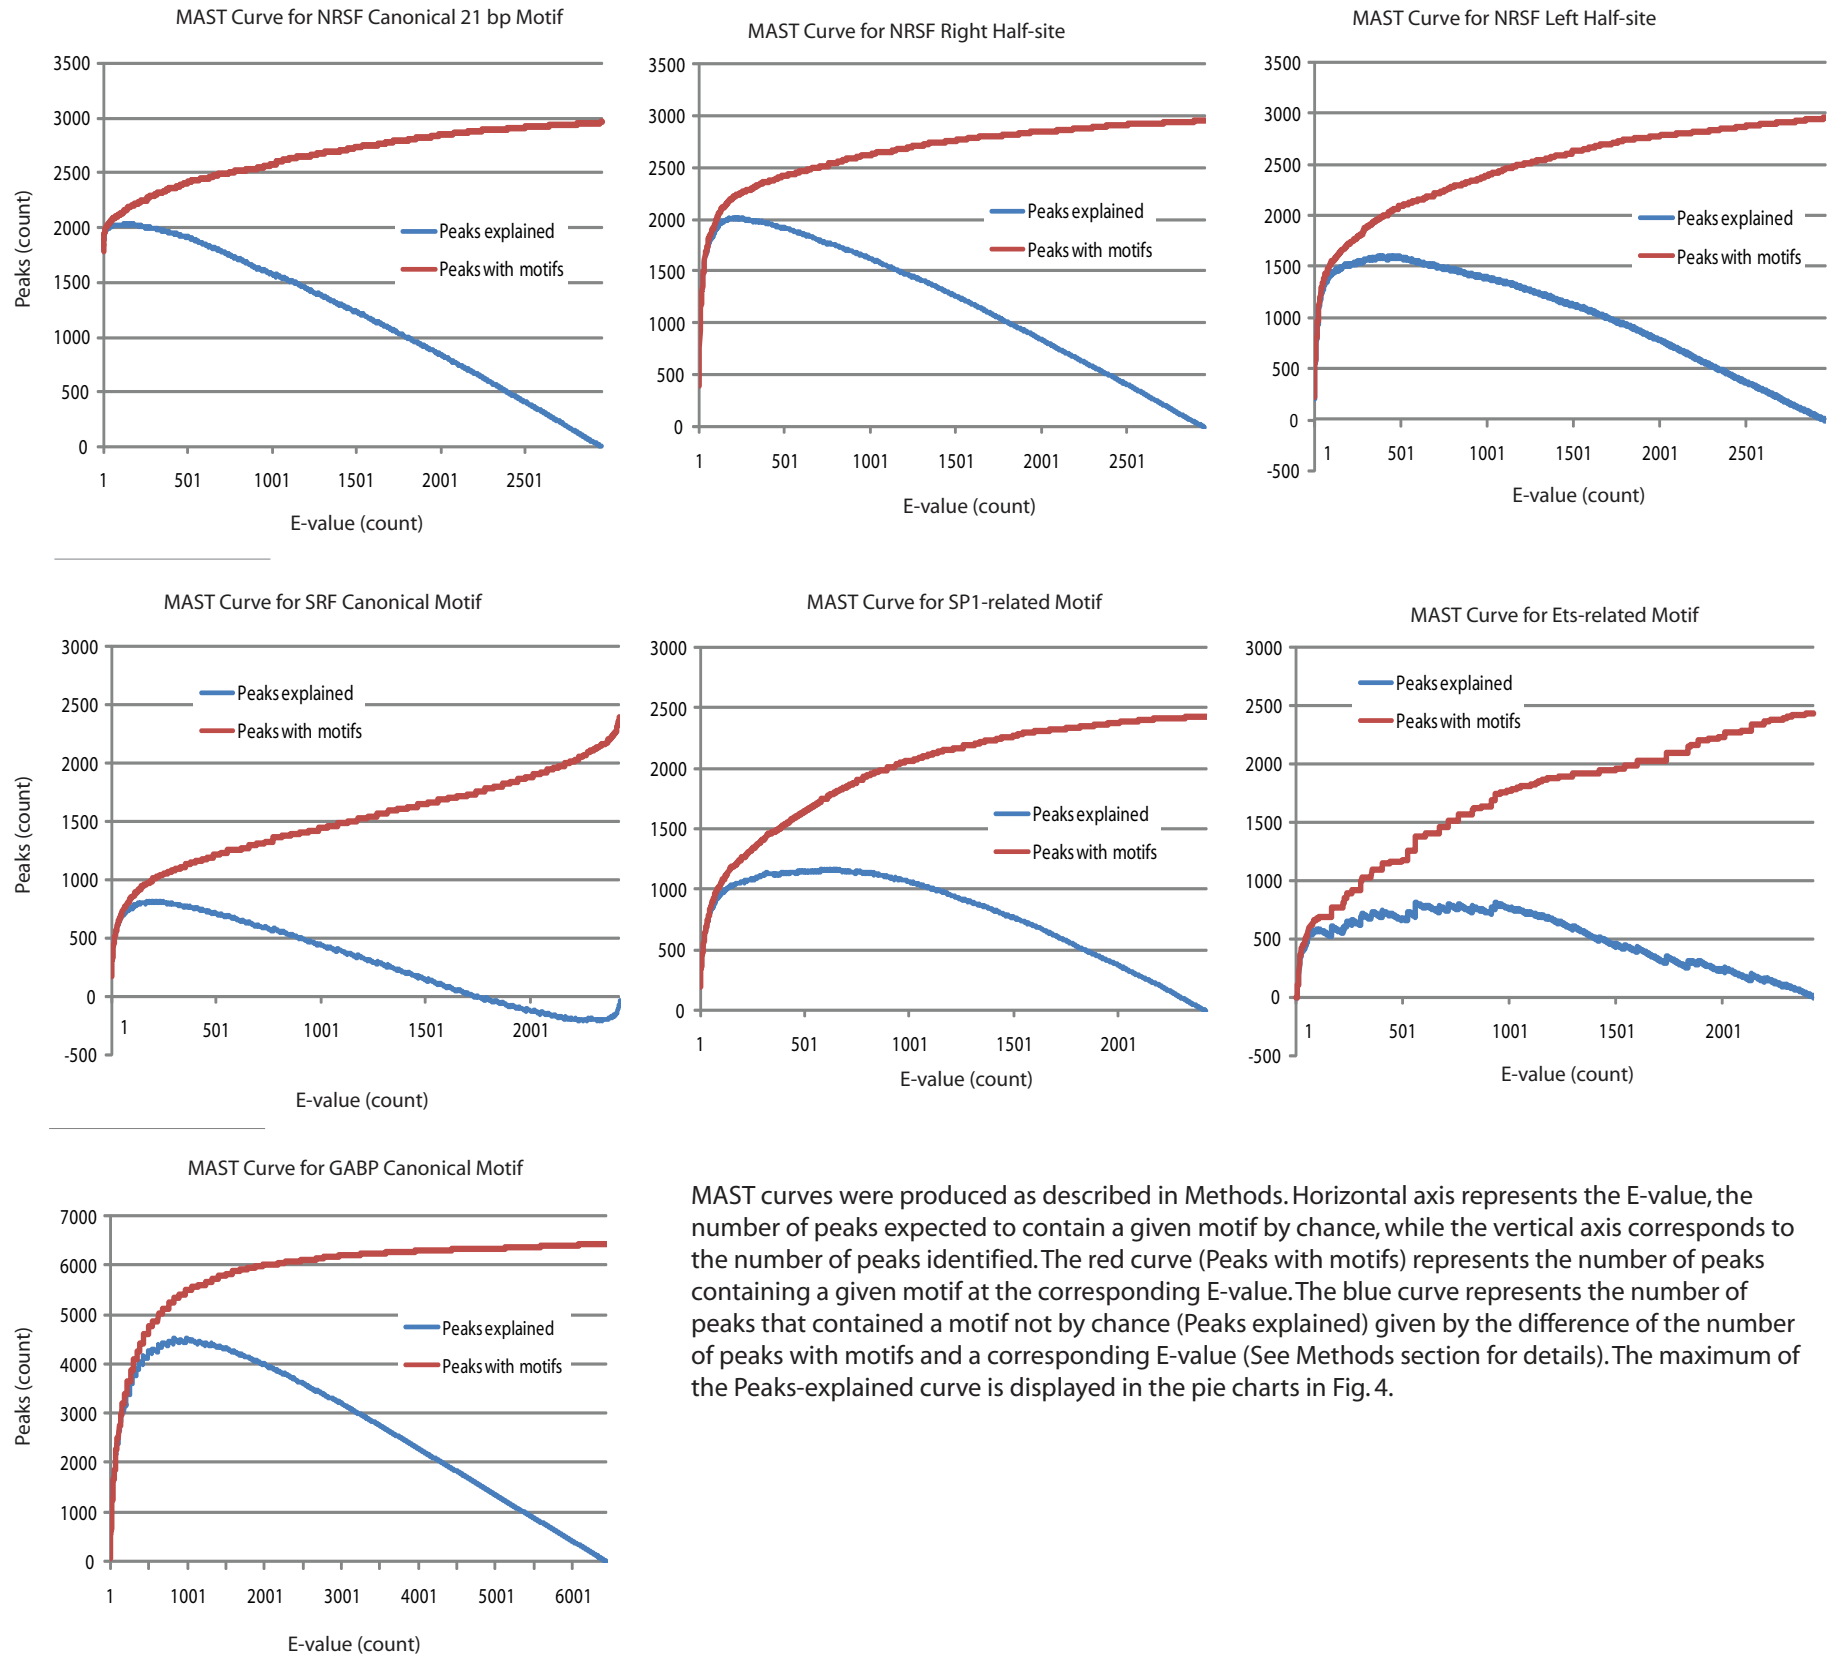 MAST Curve for NRSF Canonical 21 bp Motif
3500
3000
2500
2000
1500
1000
500
0
Peaks (count)
Peaks explained
Peaks with motifs
1 501 1001 1501 2001 2501
E-value (count)
MAST Curve for NRSF Right Half-site
3500
3000
2500
2000
1500
1000
500
0
Peaks explained
Peaks with motifs
1 501 1001 1501 2001 2501
E-value (count)
MAST Curve for NRSF Left Half-site
3500
3000
2500
2000
1500
1000
500
0
-500
Peaks explained
Peaks with motifs
1 501 1001 1501 2001 2501
E-value (count)
MAST Curve for SRF Canonical Motif
3000
2500
2000
1500
1000
500
0
-500
Peaks (count)
Peaks explained
Peaks with motifs
1 501 1001 1501 2001
E-value (count)
MAST Curve for SP1-related Motif
3000
2500
2000
1500
1000
500
0
Peaks explained
Peaks with motifs
1 501 1001 1501 2001
E-value (count)
MAST Curve for Ets-related Motif
3000
2500
2000
1500
1000
500
0
-500
Peaks explained
Peaks with motifs
1 501 1001 1501 2001
E-value (count)
MAST Curve for GABP Canonical Motif
7000
6000
5000
4000
3000
2000
1000
0
Peaks (count)
Peaks explained
Peaks with motifs
1 1001 2001 3001 4001 5001 6001
E-value (count)
MAST curves were produced as described in Methods. Horizontal axis represents the E-value, the
number of peaks expected to contain a given motif by chance, while the vertical axis corresponds to
the number of peaks identified. The red curve (Peaks with motifs) represents the number of peaks
containing a given motif at the corresponding E-value. The blue curve represents the number of
peaks that contained a motif not by chance (Peaks explained) given by the difference of the number
of peaks with motifs and a corresponding E-value (See Methods section for details). The maximum of
the Peaks-explained curve is displayed in the pie charts in Fig. 4.